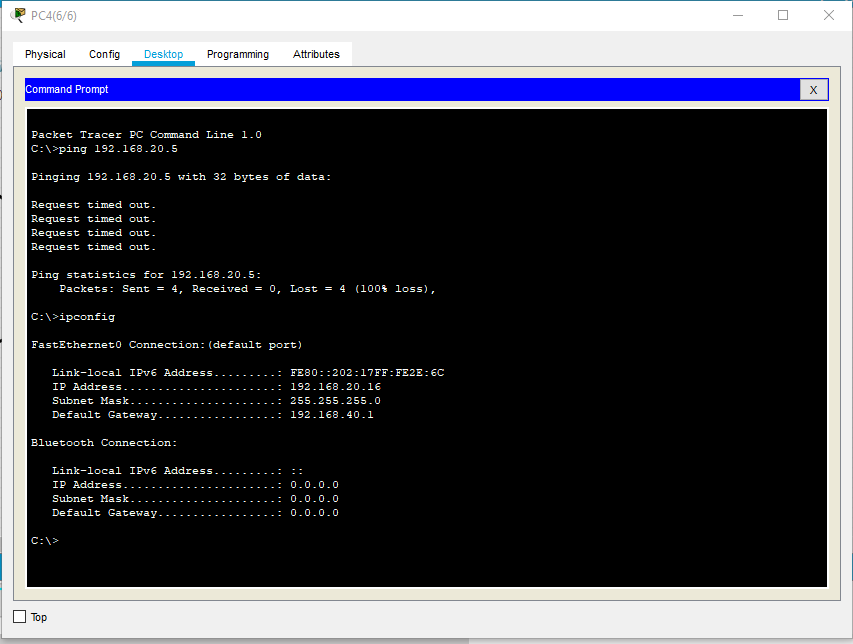 PC4(6/6)
Physical Config Desktop Programming Attributes
Command Prompt X
Packet Tracer PC Command Line 1.0
C:\>ping 192.168.20.5
Pinging 192.168.20.5 with 32 bytes of data:
Request timed out.
Request timed out.
Request timed out.
Request timed out.
Ping statistics for 192.168.20.5:
Packets: Sent = 4, Received = 0, Lost = 4 (100% loss),
C:\>ipconfig
FastEthernet0 Connection:(default port)
Link-local IPv6 Address.........: FE80::202:17FF:FE2E:6C
IP Address......................: 192.168.20.16
Subnet Mask.....................: 255.255.255.0
Default Gateway.................: 192.168.40.1
Bluetooth Connection:
Link-local IPv6 Address.........: ::
IP Address......................: 0.0.0.0
Subnet Mask.....................: 0.0.0.0
Default Gateway.................: 0.0.0.0
C:\>
Top